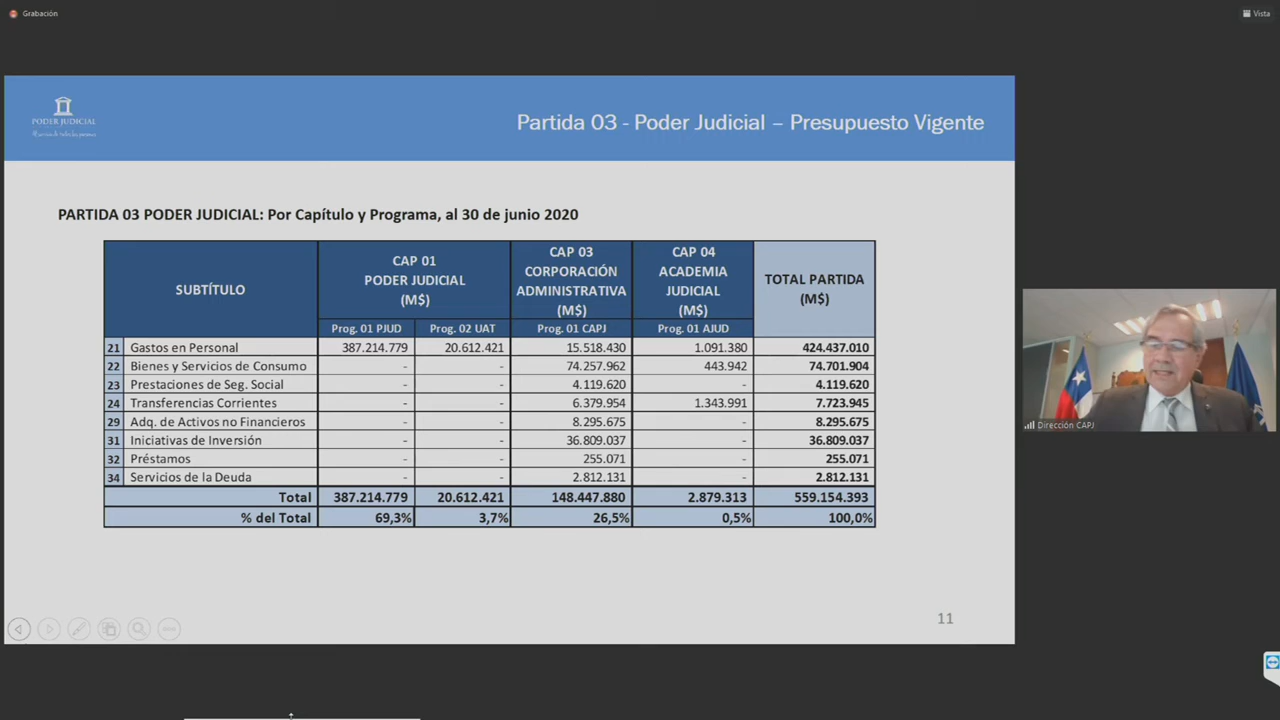 Grabación
Vista
PODER JUDICIAL
Partida 03 - Poder Judicial – Presupuesto Vigente
PARTIDA 03 PODER JUDICIAL: Por Capítulo y Programa, al 30 de junio 2020
SUBTÍTULO
CAP 01
PODER JUDICIAL
(M$)
CAP 03
CORPORACIÓN
ADMINISTRATIVA
(M$)
CAP 04
ACADEMIA
JUDICIAL
(M$)
TOTAL PARTIDA
(M$)
Prog. 01 PJUD Prog. 02 UAT Prog. 01 CAPJ Prog. 01 AJUD
21 Gastos en Personal 387.214.779 20.612.421 15.518.430 1.091.380 424.437.010
22 Bienes y Servicios de Consumo - - 74.257.962 443.942 74.701.904
23 Prestaciones de Seg. Social - - 4.119.620 - 4.119.620
24 Transferencias Corrientes - - 6.379.954 1.343.991 7.723.945
29 Adq. de Activos no Financieros - - 8.295.675 - 8.295.675
31 Iniciativas de Inversión - - 36.809.037 - 36.809.037
32 Préstamos - - 255.071 - 255.071
34 Servicios de la Deuda - - 2.812.131 - 2.812.131
Total 387.214.779 20.612.421 148.447.880 2.879.313 559.154.393
% del Total 69,3% 3,7% 26,5% 0,5% 100,0%
Dirección CAPJ
11